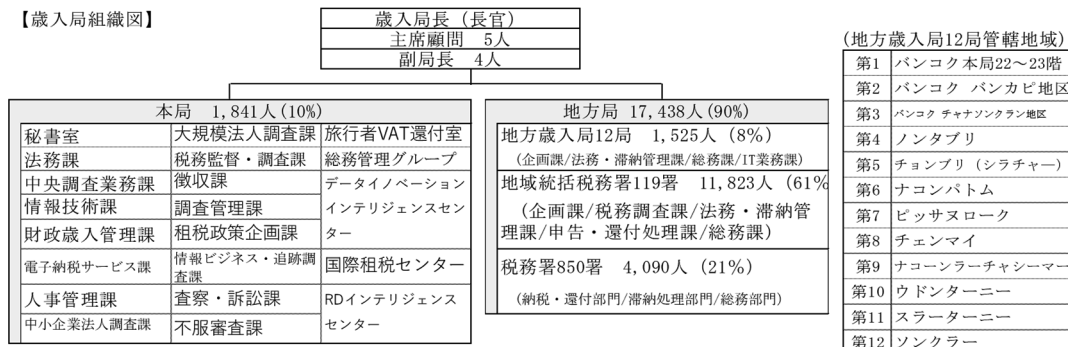 【歳入局組織図】
歳入局長（長官）
主席顧問　5人
副局長　4人
本局　1,841人(10%)
秘書室
大規模法人調査課
旅行者VAT還付室
法務課
税務監督・調査課
総務管理グループ
中央調査業務課
徴収課
データイノベーション
インテリジェンスセン
ター
情報技術課
調査管理課
財政歳入管理課
租税政策企画課
電子納税サービス課
情報ビジネス・追跡調
査課
国際租税センター
人事管理課
査察・訴訟課
RDインテリジェンス
センター
中小企業法人調査課
不服審査課
地方局 17,438人(90%)
地方歳入局12局　1,525人（8%）
(企画課/法務・滞納管理課/総務課/IT業務課)
地域統括税務署119署　11,823人（61%
(企画課/税務調査課/法務・滞納管
理課/申告・還付処理課/総務課)
税務署850署　4,090人（21%）
(納税・還付部門/滞納処理部門/総務部門)
(地方歳入局12局管轄地域)
第1　バンコク本局22～23階
第2　バンコク　バンカピ地区
第3　バンコク チャナソンクラン地区
第4　ノンタブリ
第5　チョンブリ（シラチャ―）
第6　ナコンパトム
第7　ピッサヌローク
第8　チェンマイ
第9　ナコーンラーチャシーマー
第10　ウドンターニー
第11　スラーターニー
第12　ソンクラー